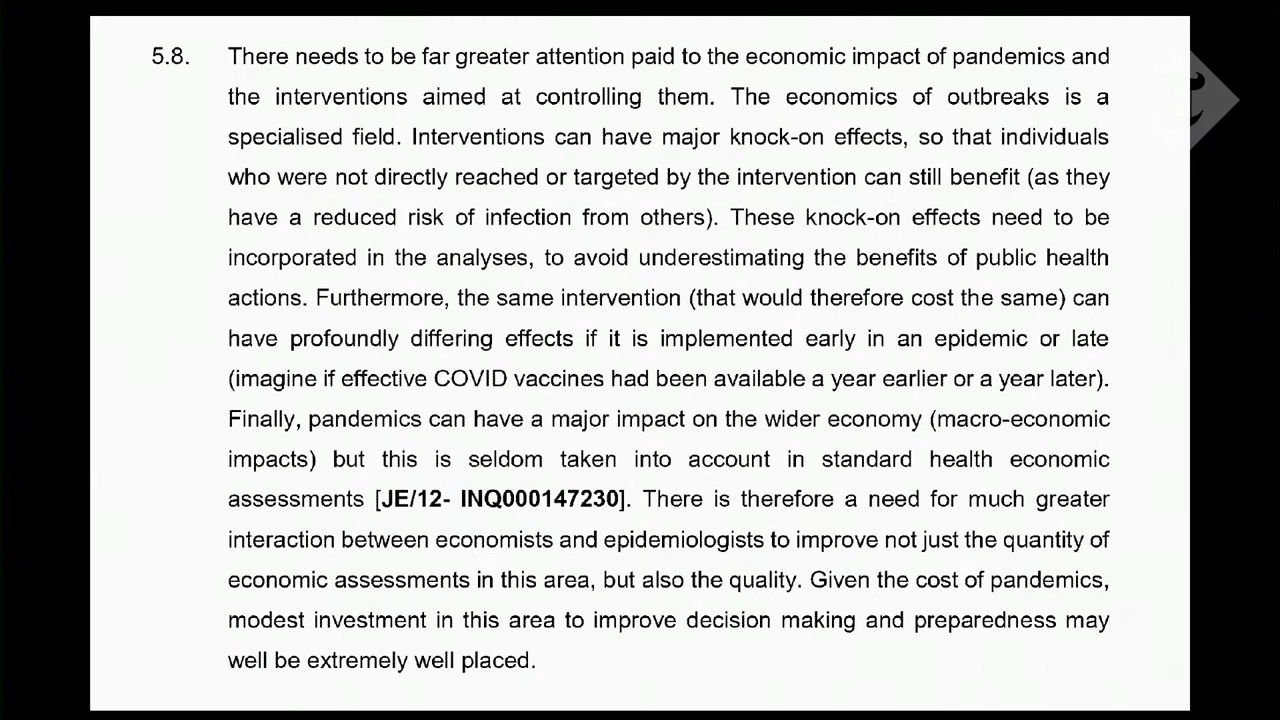 5.8. There needs to be far greater attention paid to the economic impact of pandemics and
the interventions aimed at controlling them. The economics of outbreaks is a
specialised field. Interventions can have major knock-on effects, so that individuals
who were not directly reached or targeted by the intervention can still benefit (as they
have a reduced risk of infection from others). These knock-on effects need to be
incorporated in the analyses, to avoid underestimating the benefits of public health
actions. Furthermore, the same intervention (that would therefore cost the same) can
have profoundly differing effects if it is implemented early in an epidemic or late
(imagine if effective COVID vaccines had been available a year earlier or a year later).
Finally, pandemics can have a major impact on the wider economy (macro-economic
impacts) but this is seldom taken into account in standard health economic
assessments [JE/12- INQ000147230]. There is therefore a need for much greater
interaction between economists and epidemiologists to improve not just the quantity of
economic assessments in this area, but also the quality. Given the cost of pandemics,
modest investment in this area to improve decision making and preparedness may
well be extremely well placed.